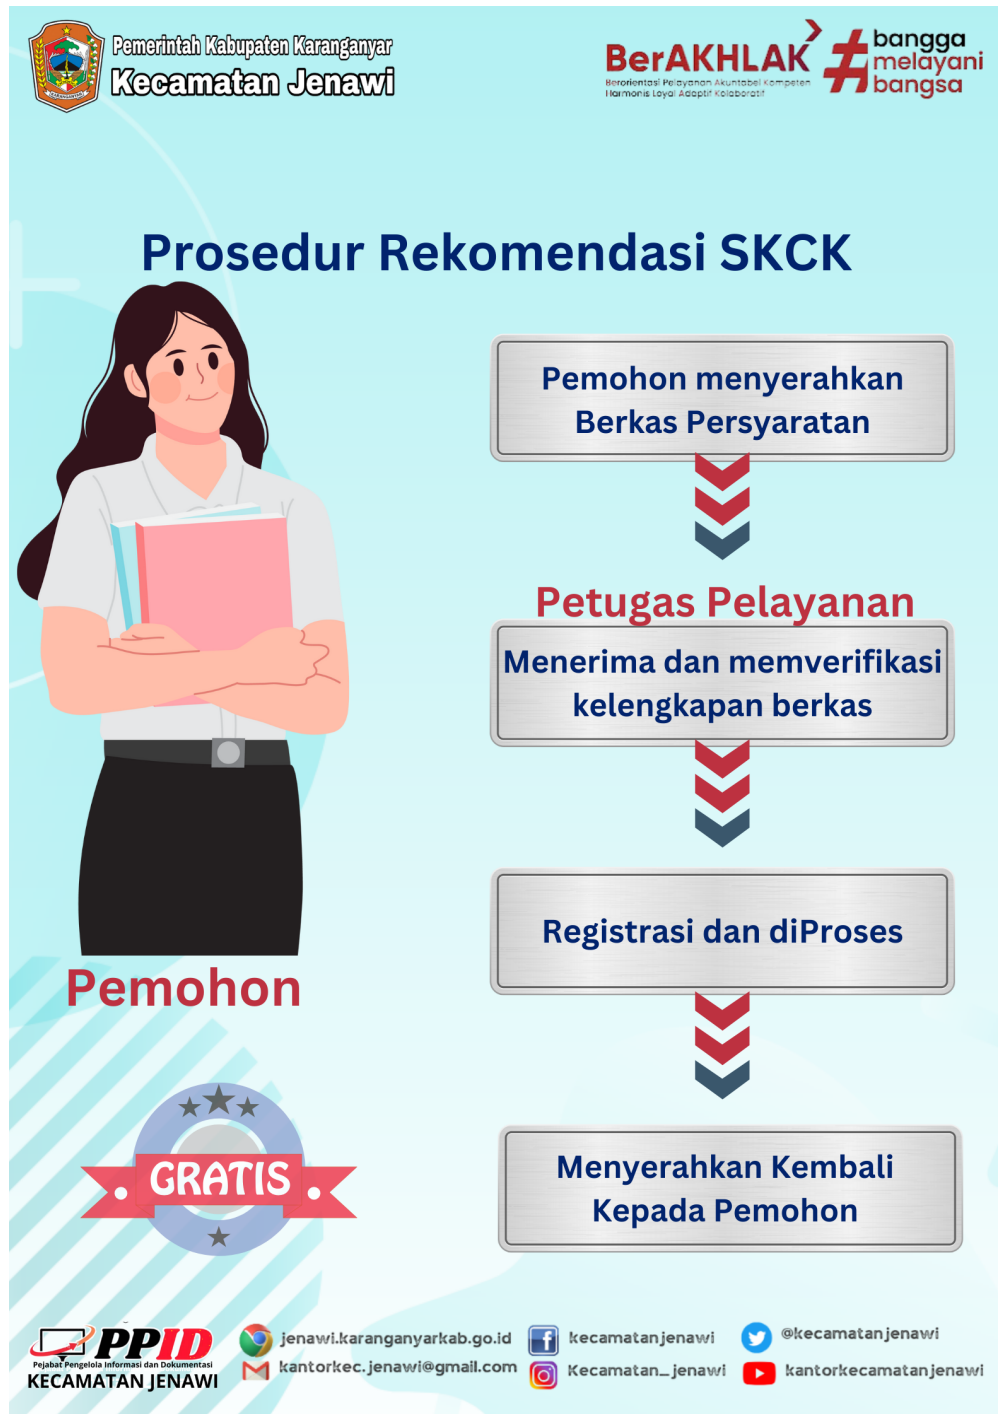 Pemerintah Kabupaten Karanganyar
Kecamatan Jenawi
BerAKHLAK
Berorientasi Pelayanan Akuntabel Kompeten
Harmonis Loyal Adaptif Kolaboratif
# bangga
melayani
bangsa
Prosedur Rekomendasi SKCK
Pemohon menyerahkan
Berkas Persyaratan
Petugas Pelayanan
Menerima dan memverifikasi
kelengkapan berkas
Registrasi dan diProses
Pemohon
GRATIS
Menyerahkan Kembali
Kepada Pemohon
PPID
Pejabat Pengelola Informasi dan Dokumentasi
KECAMATAN JENAWI
jenawi.karanganyarkab.go.id
kantorkec.jenawi@gmail.com
kecamatanjenawi
Kecamatan_jenawi
@kecamatanjenawi
kantorkecamatanjenawi